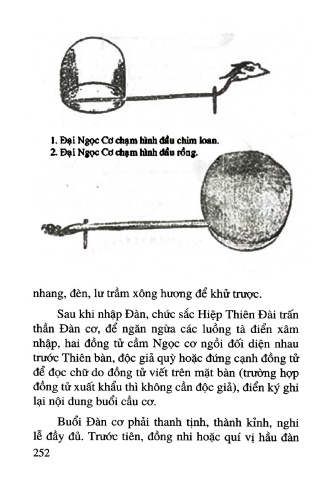 1. Đại Ngọc Cơ chạm hình đầu chim loan.
2. Đại Ngọc Cơ chạm hình đầu rồng.
nhang, đèn, lư trầm xông hương để khử trược.
Sau khi nhập Đàn, chức sắc Hiệp Thiên Đài trấn
thần Đàn cơ, để ngăn ngừa các luồng tà điển xâm
nhập, hai đồng tử cầm Ngọc cơ ngồi đối diện nhau
trước Thiên bàn, độc giả quỳ hoặc đứng cạnh đồng tử
để đọc chữ do đồng tử viết trên mặt bàn (trường hợp
đồng tử xuất khẩu thì không cần độc giả), điển ký ghi
lại nội dung buổi cầu cơ.
Buổi Đàn cơ phải thanh tịnh, thành kỉnh, nghi
lễ đầy đủ. Trước tiên, đồng nhi hoặc quí vị hầu đàn
252